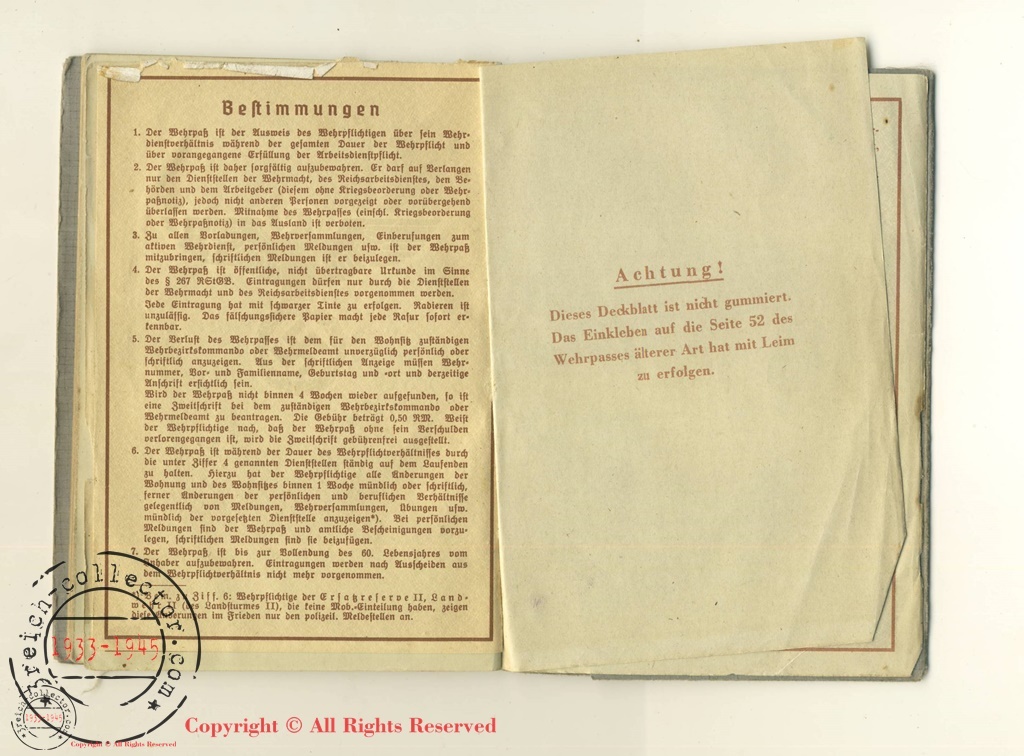 Bestimmungen
1. Der Wehrpaß ist der Ausweis des Wehrpflichtigen über sein Wehr-
dienstverhältnis während der gesamten Dauer der Wehrpflicht und
über vorangegangene Erfüllung der Arbeitsdienstpflicht.
2. Der Wehrpaß ist daher sorgfältig aufzubewahren. Er darf auf Verlangen
nur den Dienststellen der Wehrmacht, des Reichsarbeitsdienstes, den Be-
hörden und dem Arbeitgeber (diesem ohne Kriegsbeorderung oder Wehr-
paßnotiz), jedoch nicht anderen Personen vorgezeigt oder vorübergehend
überlassen werden. Mitnahme des Wehrpasses (einschl. Kriegsbeorderung
oder Wehrpaßnotiz) in das Ausland ist verboten.
3. Zu allen Vorladungen, Wehrversammlungen, Einberufungen zum
aktiven Wehrdienst, persönlichen Meldungen usw. ist der Wehrpaß
mitzubringen, schriftlichen Meldungen ist er beizulegen.
4. Der Wehrpaß ist öffentliche, nicht übertragbare Urkunde im Sinne
des § 267 RStGB. Eintragungen dürfen nur durch die Dienststellen
der Wehrmacht und des Reichsarbeitsdienstes vorgenommen werden.
Jede Eintragung hat mit schwarzer Tinte zu erfolgen. Radieren ist
unzulässig. Das fälschungssichere Papier macht jede Rasur sofort er-
kennbar.
5. Der Verlust des Wehrpasses ist dem für den Wohnsitz zuständigen
Wehrbezirkskommando oder Wehrmeldeamt unverzüglich persönlich oder
schriftlich anzuzeigen. Aus der schriftlichen Anzeige müssen Wehr-
nummer, Vor- und Familienname, Geburtstag und -ort und derzeitige
Anschrift ersichtlich sein.
Wird der Wehrpaß nicht binnen 4 Wochen wieder aufgefunden, so ist
eine Zweitschrift bei dem zuständigen Wehrbezirkskommando oder
Wehrmeldeamt zu beantragen. Die Gebühr beträgt 0,50 RM. Weist
der Wehrpflichtige nach, daß der Wehrpaß ohne sein Verschulden
verlorengegangen ist, wird die Zweitschrift gebührenfrei ausgestellt.
6. Der Wehrpaß ist während der Dauer des Wehrpflichtverhältnisses durch
die unter Ziffer 4 genannten Dienststellen ständig auf dem Laufenden
zu halten. Hierzu hat der Wehrpflichtige alle Änderungen der
Wohnung und des Wohnsitzes binnen 1 Woche mündlich oder schriftlich,
ferner Änderungen der persönlichen und beruflichen Verhältnisse
gelegentlich von Meldungen, Wehrversammlungen, Übungen usw.
mündlich der vorgesetzten Dienststelle anzuzeigen*). Bei persönlichen
Meldungen sind der Wehrpaß und amtliche Bescheinigungen vorzu-
legen, schriftlichen Meldungen sind sie beizufügen.
7. Der Wehrpaß ist bis zur Vollendung des 60. Lebensjahres vom
Inhaber aufzubewahren. Eintragungen werden nach Ausscheiden aus
dem Wehrpflichtverhältnis nicht mehr vorgenommen.
zu Ziff. 6: Wehrpflichtige der Ersatzreserve II, Land-
wehr II (des Landsturmes II), die keine Mob.-Einteilung haben, zeigen
diese Änderungen im Frieden nur den polizeil. Meldestellen an.
Achtung!
Dieses Deckblatt ist nicht gummiert.
Das Einkleben auf die Seite 52 des
Wehrpasses älterer Art hat mit Leim
zu erfolgen.
3reich-collector.com
1933-1945
3reich-collector.com
1933-1945
Copyright © All Rights Reserved
Copyright © All Rights Reserved